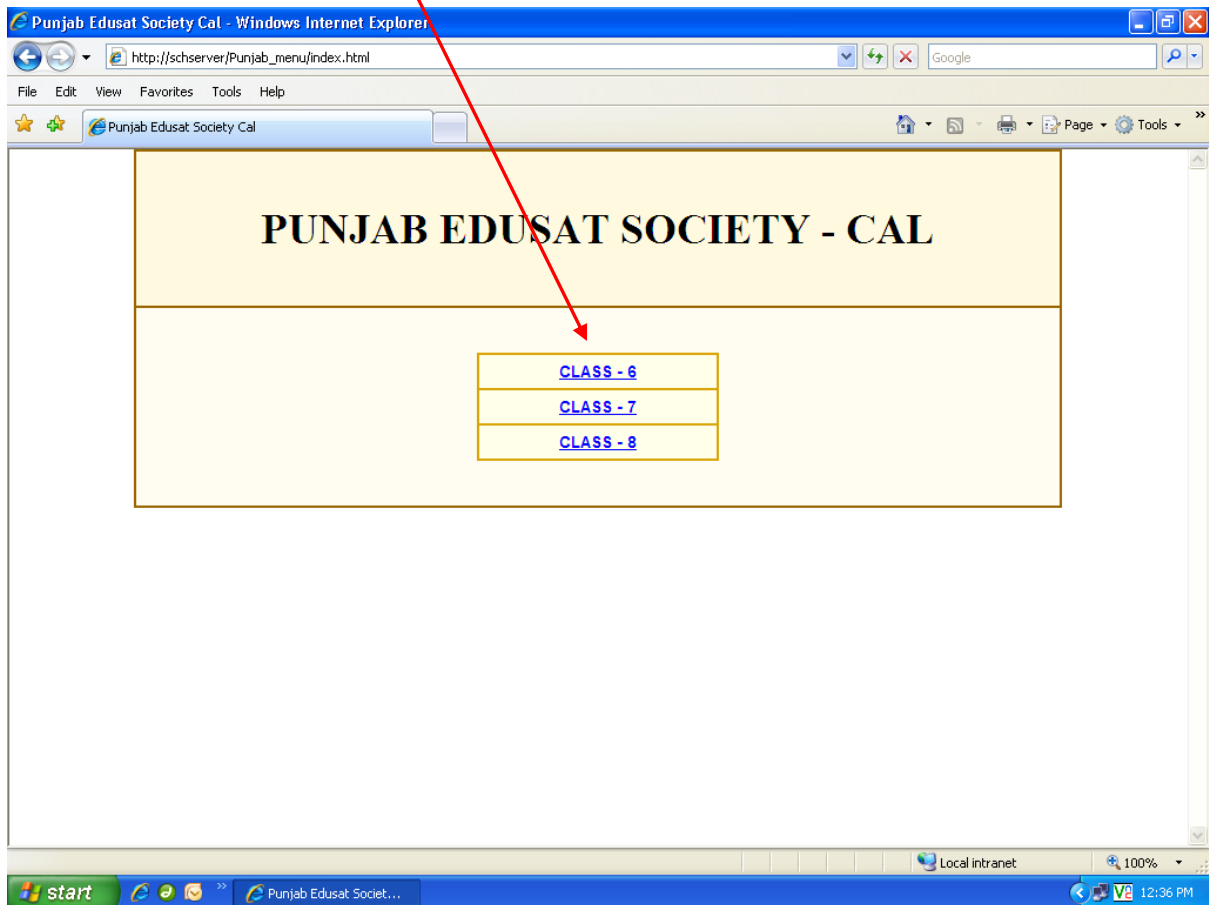 Punjab Edusat Society Cal - Windows Internet Explorer
http://schserver/Punjab_menu/index.html
Google
File Edit View Favorites Tools Help
Punjab Edusat Society Cal
Page Tools
PUNJAB EDUSAT SOCIETY - CAL
CLASS - 6
CLASS - 7
CLASS - 8
Local intranet
100%
start
Punjab Edusat Societ...
V2
12:36 PM